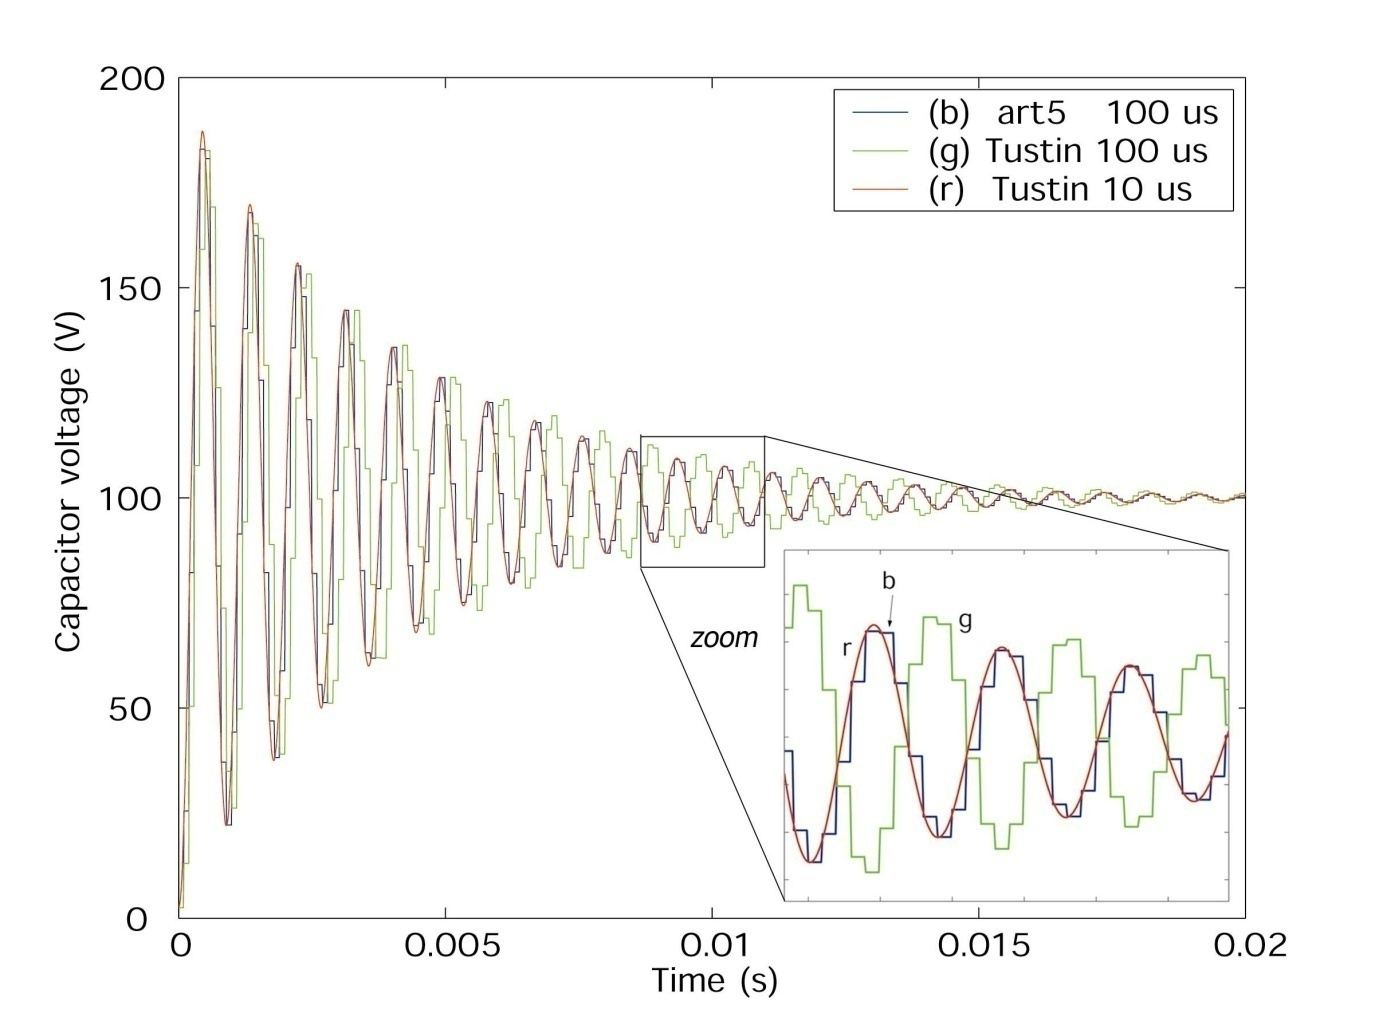 200
150
100
50
0
Capacitor voltage (V)
(b) art5 100 us
(g) Tustin 100 us
(r) Tustin 10 us
zoom
b
g
r
0 0.005 0.01 0.015 0.02
Time (s)